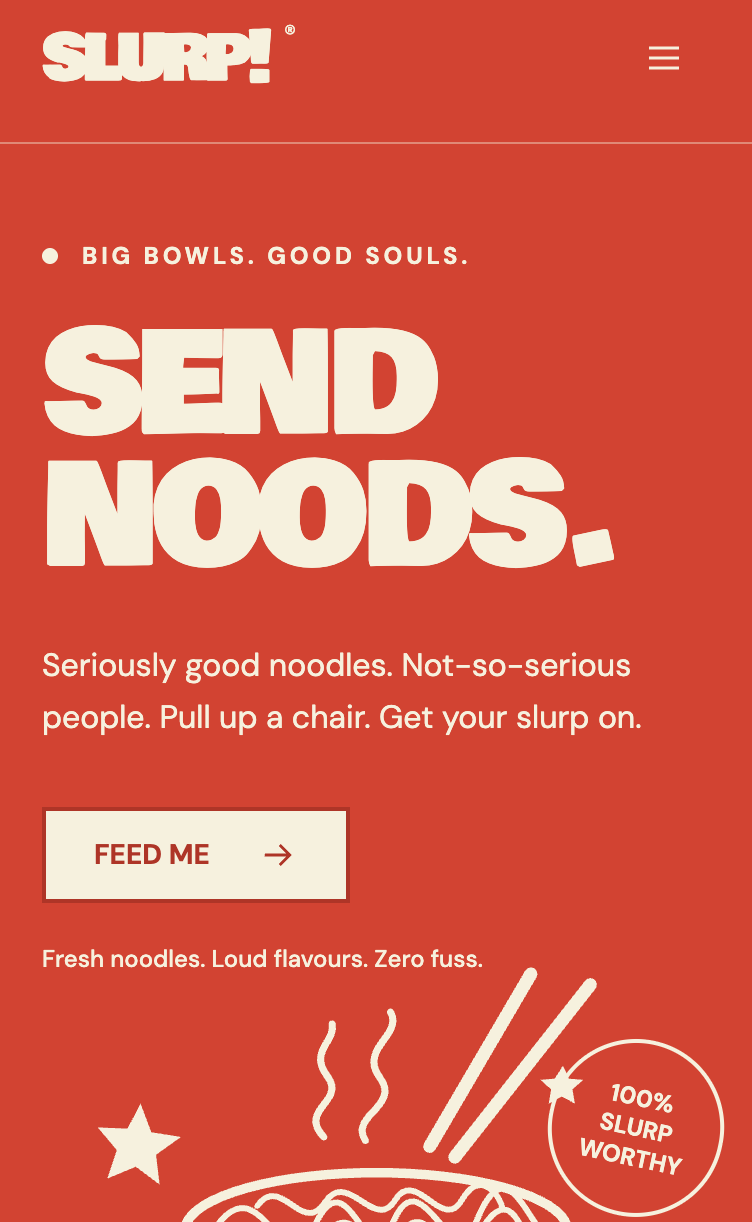 SLURP! ®
BIG BOWLS. GOOD SOULS.
SEND
NOODS.
Seriously good noodles. Not-so-serious
people. Pull up a chair. Get your slurp on.
FEED ME →
Fresh noodles. Loud flavours. Zero fuss.
100%
SLURP
WORTHY